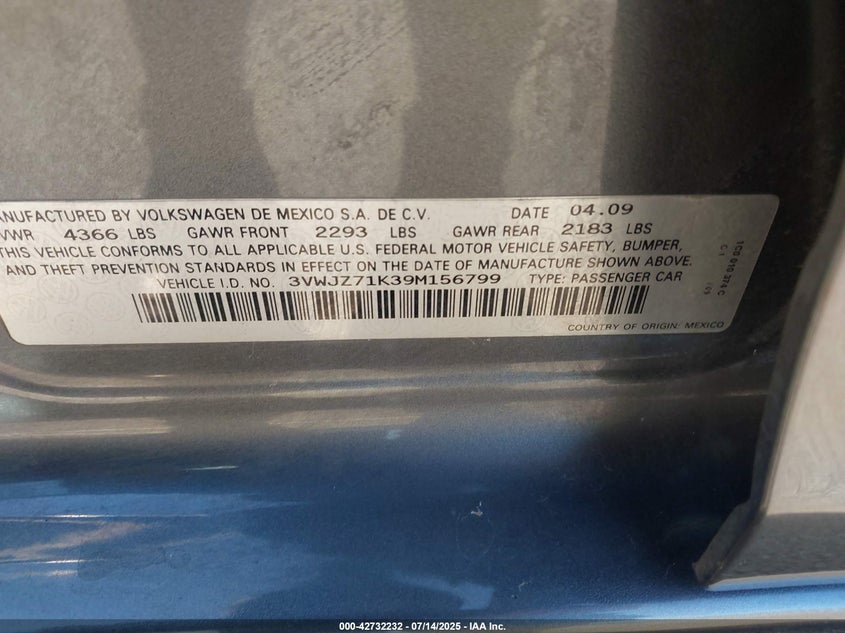 ANUFACTURED BY VOLKSWAGEN DE MEXICO S.A. DE C.V. DATE 04.09
VWR 4366 LBS GAWR FRONT 2293 LBS GAWR REAR 2183 LBS
THIS VEHICLE CONFORMS TO ALL APPLICABLE U.S. FEDERAL MOTOR VEHICLE SAFETY, BUMPER,
AND THEFT PREVENTION STANDARDS IN EFFECT ON THE DATE OF MANUFACTURE SHOWN ABOVE.
VEHICLE I.D. NO. 3VWJZ71K39M156799 TYPE: PASSENGER CAR
COUNTRY OF ORIGIN: MEXICO
1C0 010 374 C
000-42732232 - 07/14/2025 - IAA Inc.